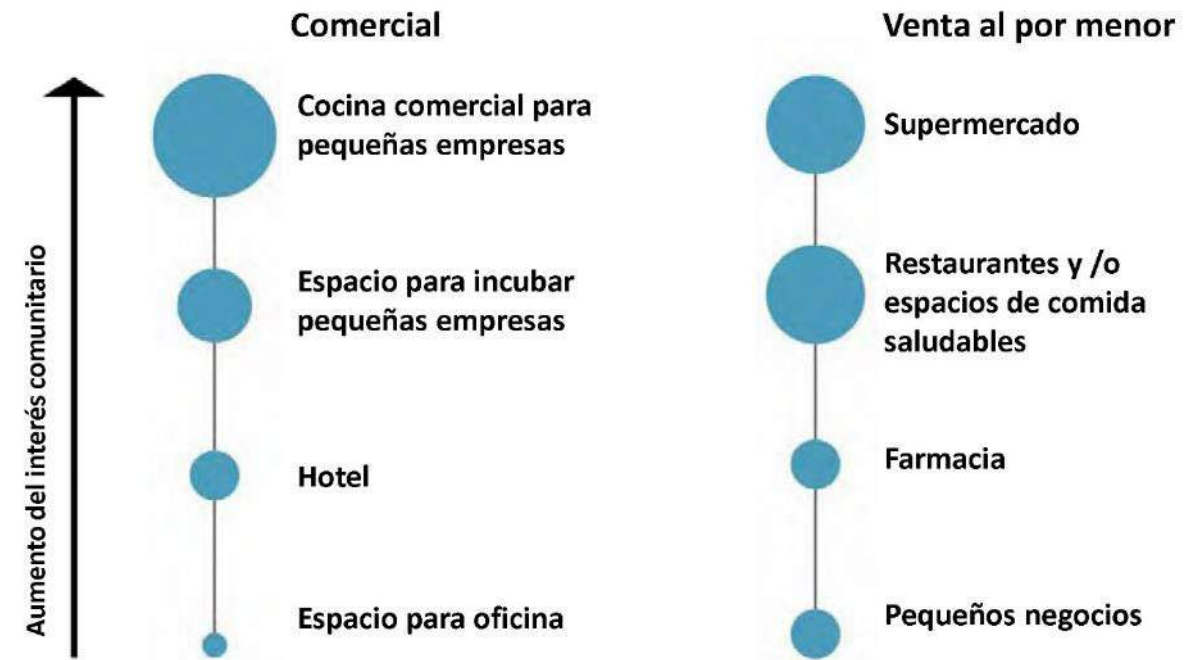 Comercial
Cocina comercial para
pequeñas empresas
Espacio para incubar
pequeñas empresas
Hotel
Espacio para oficina
Venta al por menor
Supermercado
Restaurantes y /o
espacios de comida
saludables
Farmacia
Pequeños negocios
Aumento del interés comunitario